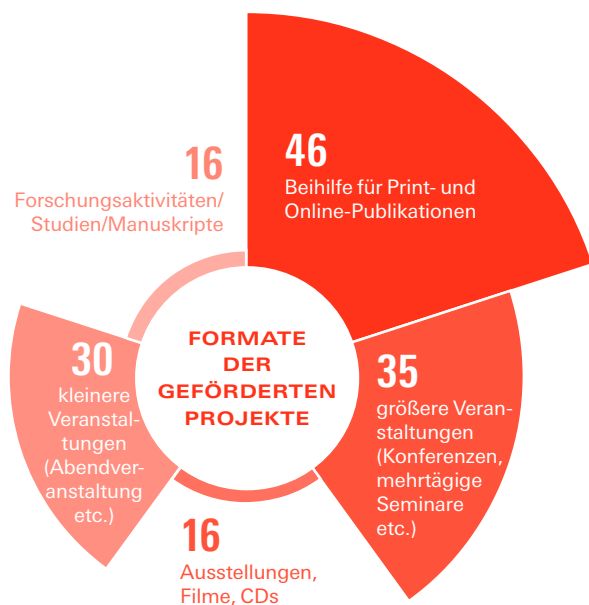 46
Beihilfe für Print- und
Online-Publikationen
16
Forschungsaktivitäten/
Studien/Manuskripte
FORMATE
DER
GEFÖRDERTEN
PROJEKTE
30
kleinere
Veranstal-
tungen
(Abendver-
anstaltung
etc.)
35
größere Veran-
staltungen
(Konferenzen,
mehrtägige
Seminare
etc.)
16
Ausstellungen,
Filme, CDs